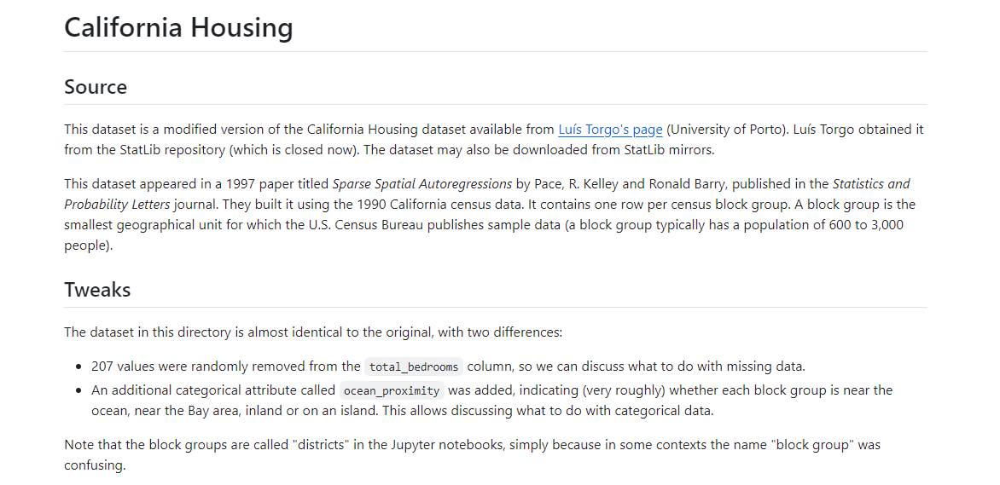 California Housing
Source
This dataset is a modified version of the California Housing dataset available from Luís Torgo's page (University of Porto). Luís Torgo obtained it
from the StatLib repository (which is closed now). The dataset may also be downloaded from StatLib mirrors.
This dataset appeared in a 1997 paper titled Sparse Spatial Autoregressions by Pace, R. Kelley and Ronald Barry, published in the Statistics and
Probability Letters journal. They built it using the 1990 California census data. It contains one row per census block group. A block group is the
smallest geographical unit for which the U.S. Census Bureau publishes sample data (a block group typically has a population of 600 to 3,000
people).
Tweaks
The dataset in this directory is almost identical to the original, with two differences:
• 207 values were randomly removed from the total_bedrooms column, so we can discuss what to do with missing data.
• An additional categorical attribute called ocean_proximity was added, indicating (very roughly) whether each block group is near the
ocean, near the Bay area, inland or on an island. This allows discussing what to do with categorical data.
Note that the block groups are called "districts" in the Jupyter notebooks, simply because in some contexts the name "block group" was
confusing.